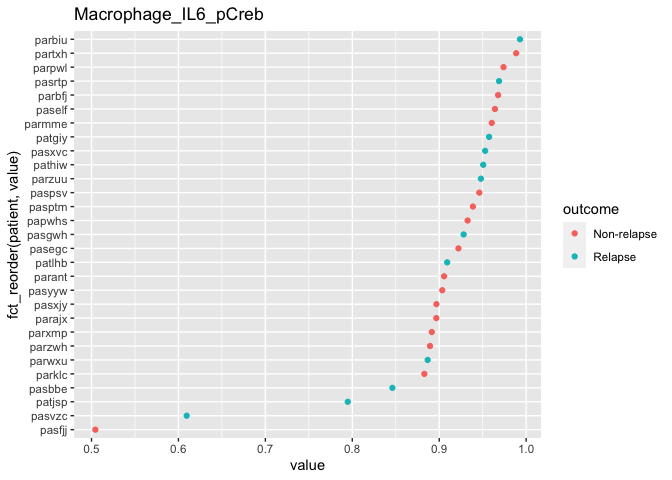 Macrophage_IL6_pCreb
fct_reorder(patient, value)
parbiu
partxh
parpwl
pasrtp
parbfj
paself
parmme
patgiy
pasxvc
pathiw
parzuu
paspsv
pasptm
papwhs
pasgwh
pasegc
patlhb
parant
pasyyw
pasxjy
parajx
parxmp
parzwh
parwxu
parklc
pasbbe
patjsp
pasvzc
pasfjj
0.5 0.6 0.7 0.8 0.9 1.0
value
outcome
Non-relapse
Relapse